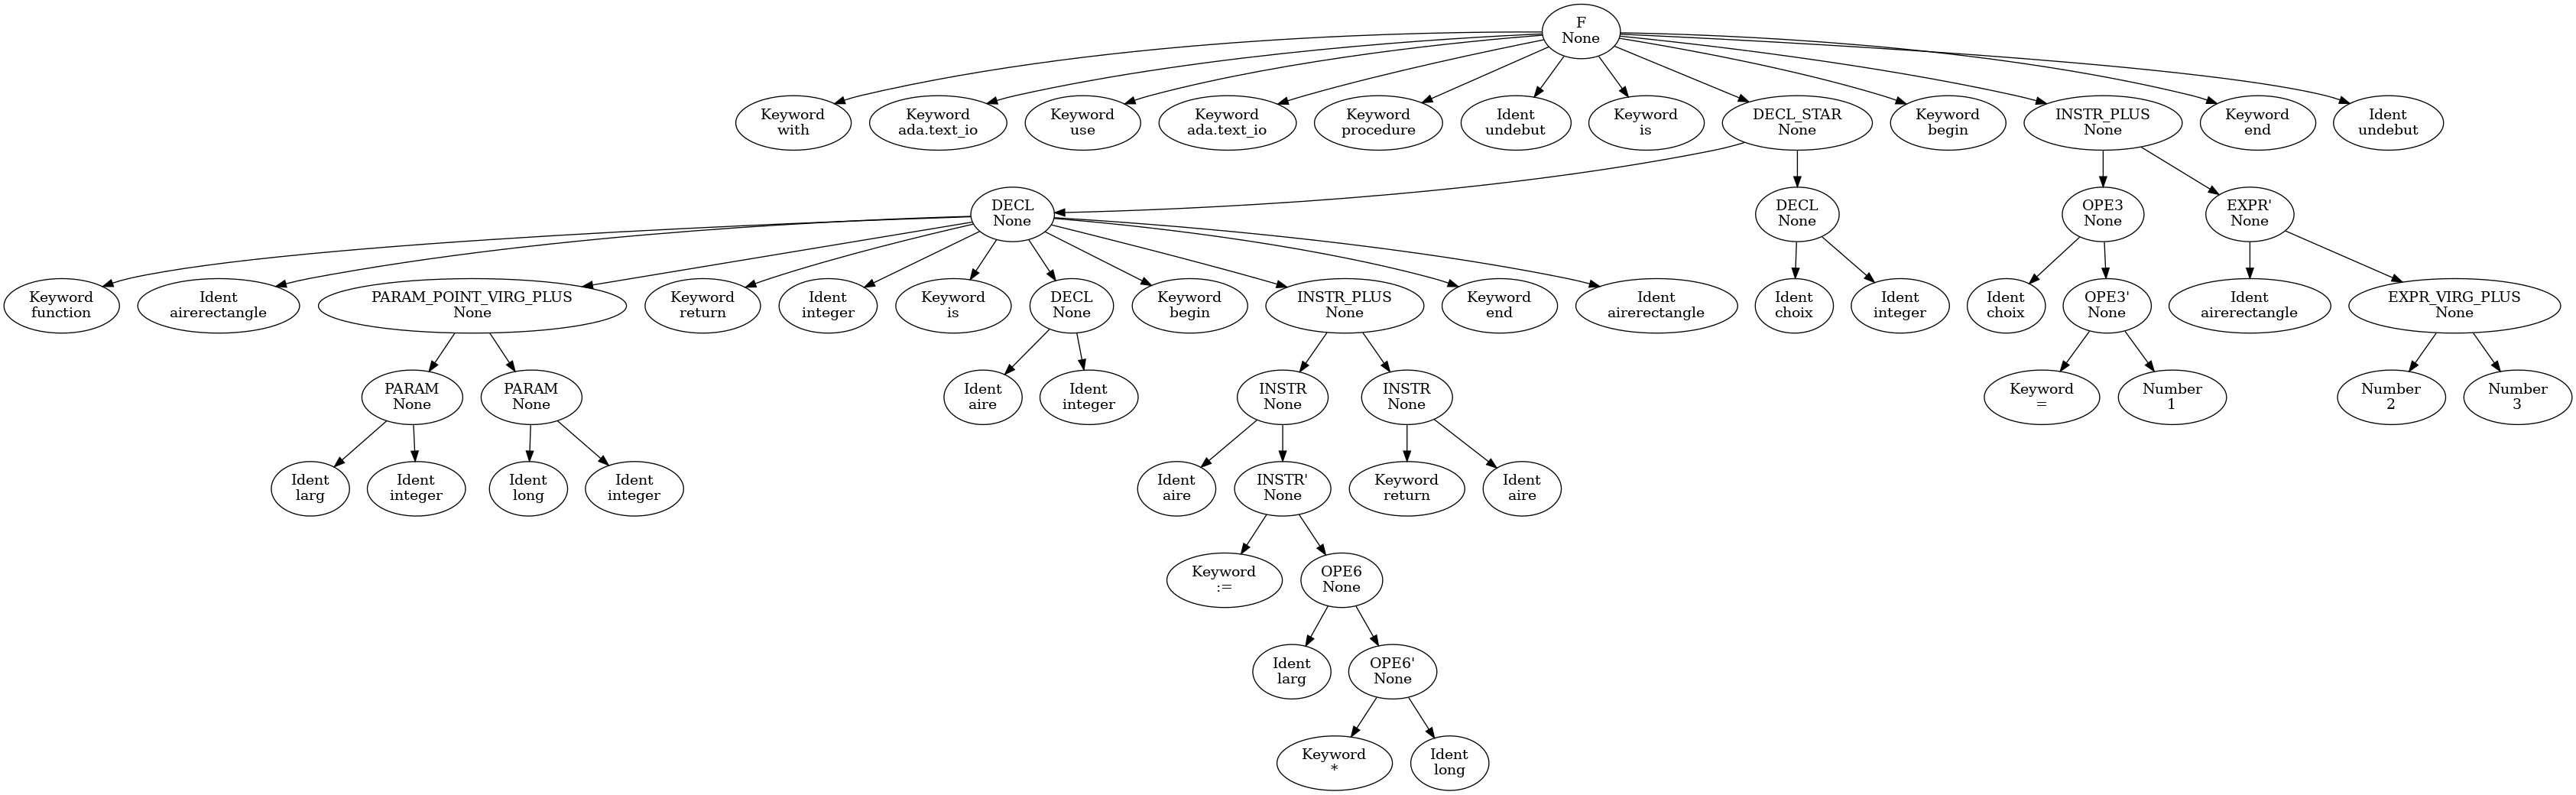 F
None
Keyword
with
Keyword
ada.text_io
Keyword
use
Keyword
ada.text_io
Keyword
procedure
Ident
undebut
Keyword
is
DECL_STAR
None
Keyword
begin
INSTR_PLUS
None
Keyword
end
Ident
undebut
DECL
None
DECL
None
OPE3
None
EXPR'
None
Keyword
function
Ident
airerectangle
PARAM_POINT_VIRG_PLUS
None
Keyword
return
Ident
integer
Keyword
is
DECL
None
Keyword
begin
INSTR_PLUS
None
Keyword
end
Ident
airerectangle
Ident
choix
Ident
integer
Ident
choix
OPE3'
None
Ident
airerectangle
EXPR_VIRG_PLUS
None
PARAM
None
PARAM
None
Ident
aire
Ident
integer
INSTR
None
INSTR
None
Keyword
=
Number
1
Number
2
Number
3
Ident
larg
Ident
integer
Ident
long
Ident
integer
Ident
aire
INSTR'
None
Keyword
return
Ident
aire
Keyword
:=
OPE6
None
Ident
larg
OPE6'
None
Keyword
*
Ident
long